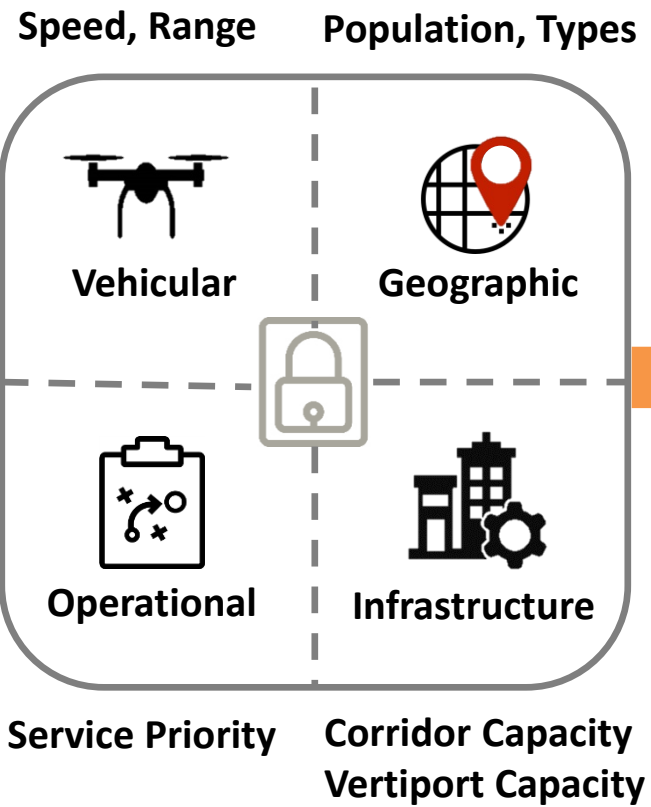 Speed, Range
Population, Types
Vehicular
Geographic
Operational
Infrastructure
Service Priority
Corridor Capacity
Vertiport Capacity